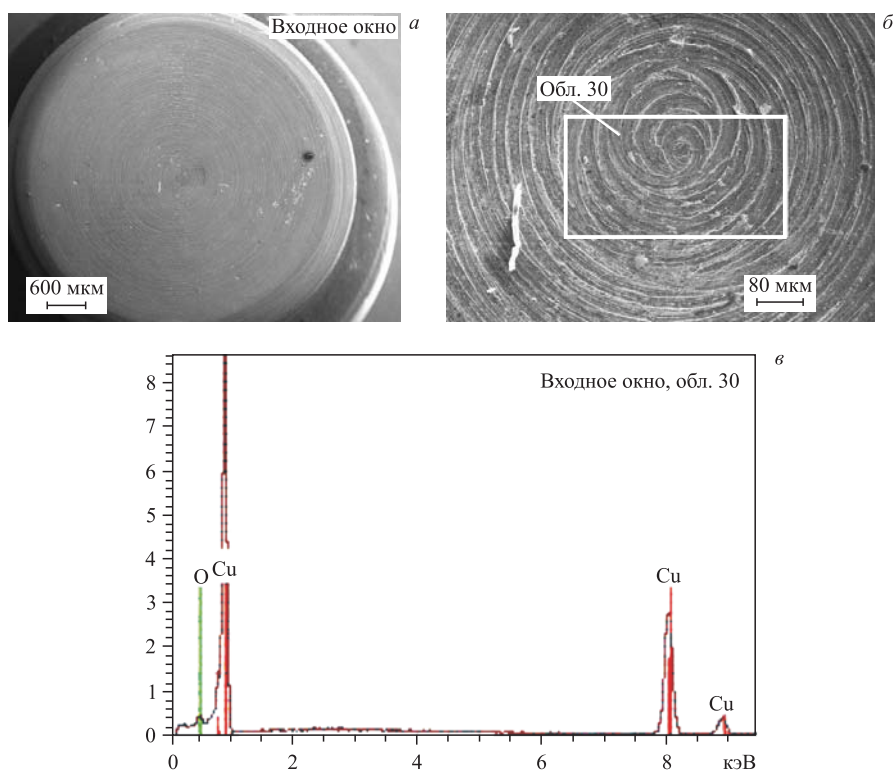 Входное окно
а
600 мкм
б
Обл. 30
80 мкм
в
Входное окно, обл. 30
8
7
6
5
4
3
2
1
0
O
Cu
Cu
Cu
0
2
4
6
8
кэВ